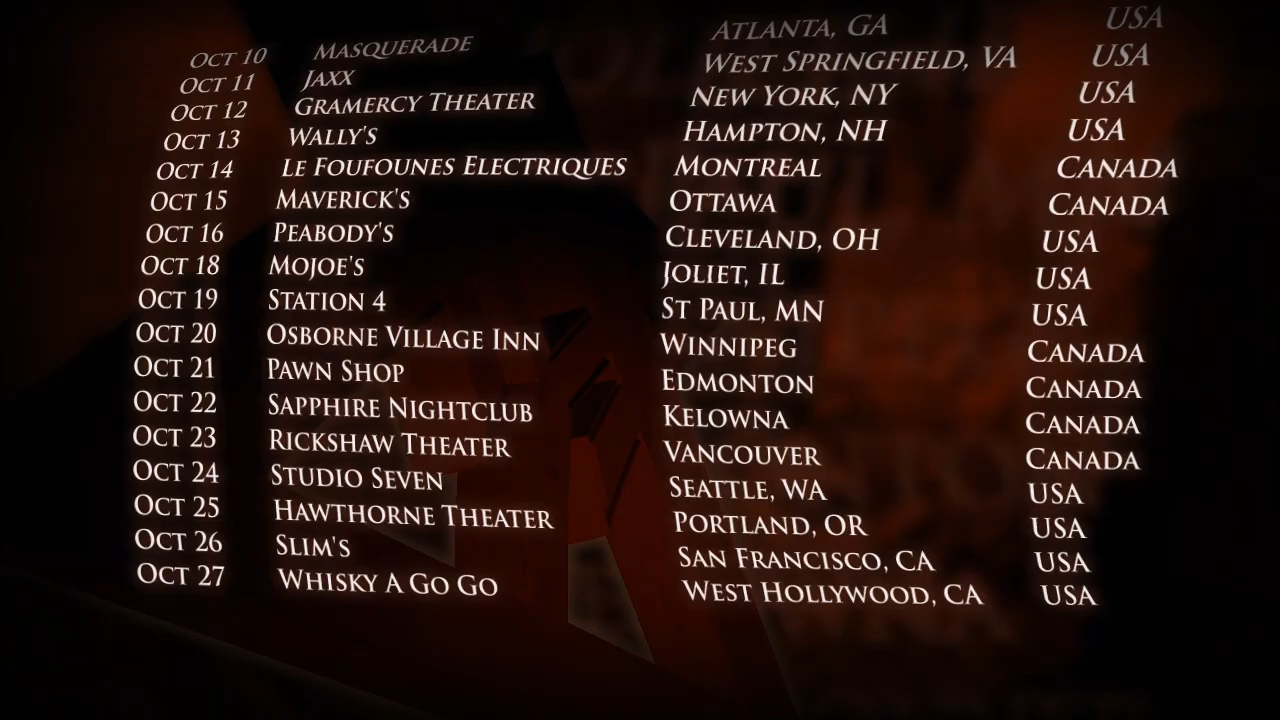 Oct 10 Masquerade Atlanta, GA USA
Oct 11 Jaxx West Springfield, VA USA
Oct 12 Gramercy Theater New York, NY USA
Oct 13 Wally's Hampton, NH USA
Oct 14 Le Foufounes Electriques Montreal Canada
Oct 15 Maverick's Ottawa Canada
Oct 16 Peabody's Cleveland, OH USA
Oct 18 Mojoe's Joliet, IL USA
Oct 19 Station 4 St Paul, MN USA
Oct 20 Osborne Village Inn Winnipeg Canada
Oct 21 Pawn Shop Edmonton Canada
Oct 22 Sapphire Nightclub Kelowna Canada
Oct 23 Rickshaw Theater Vancouver Canada
Oct 24 Studio Seven Seattle, WA USA
Oct 25 Hawthorne Theater Portland, OR USA
Oct 26 Slim's San Francisco, CA USA
Oct 27 Whisky A Go Go West Hollywood, CA USA